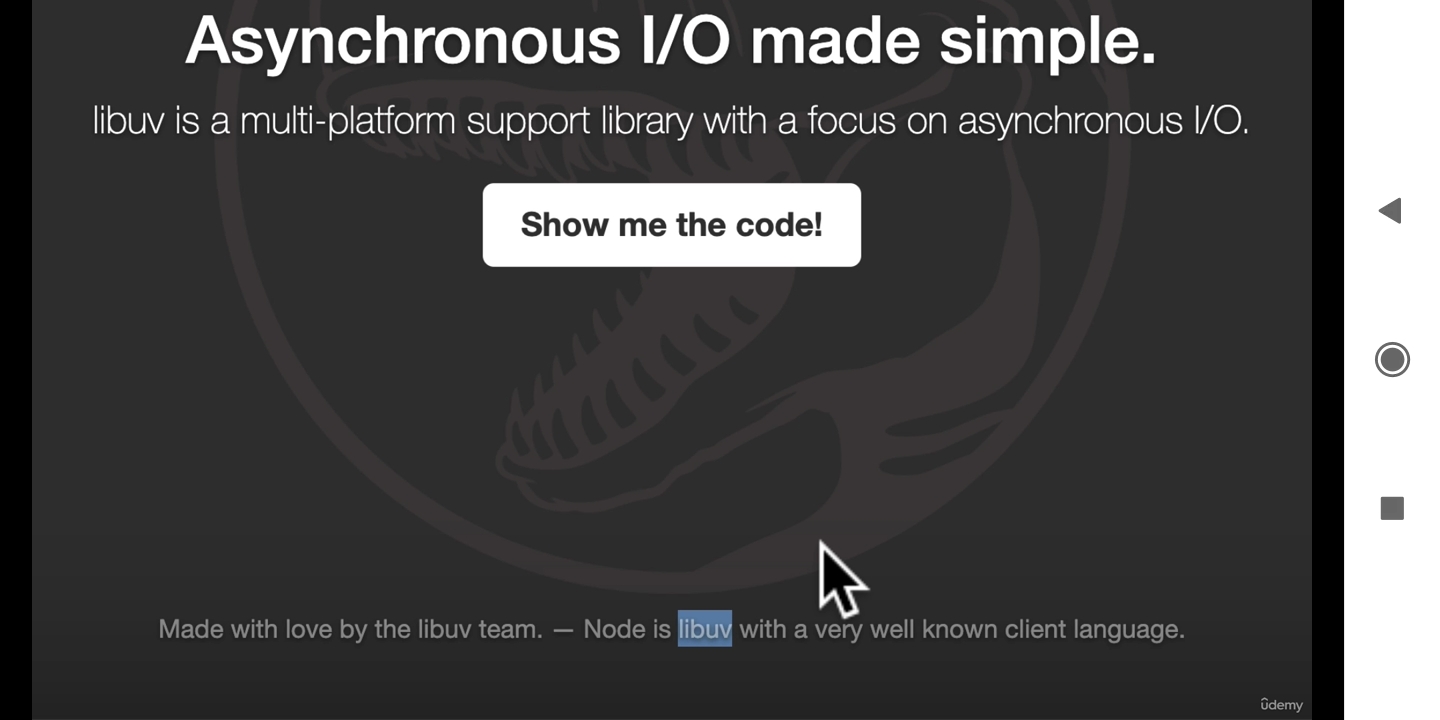 Asynchronous I/O made simple.
libuv is a multi-platform support library with a focus on asynchronous I/O.
Show me the code!
Made with love by the libuv team. — Node is libuv with a very well known client language.
ûdemy